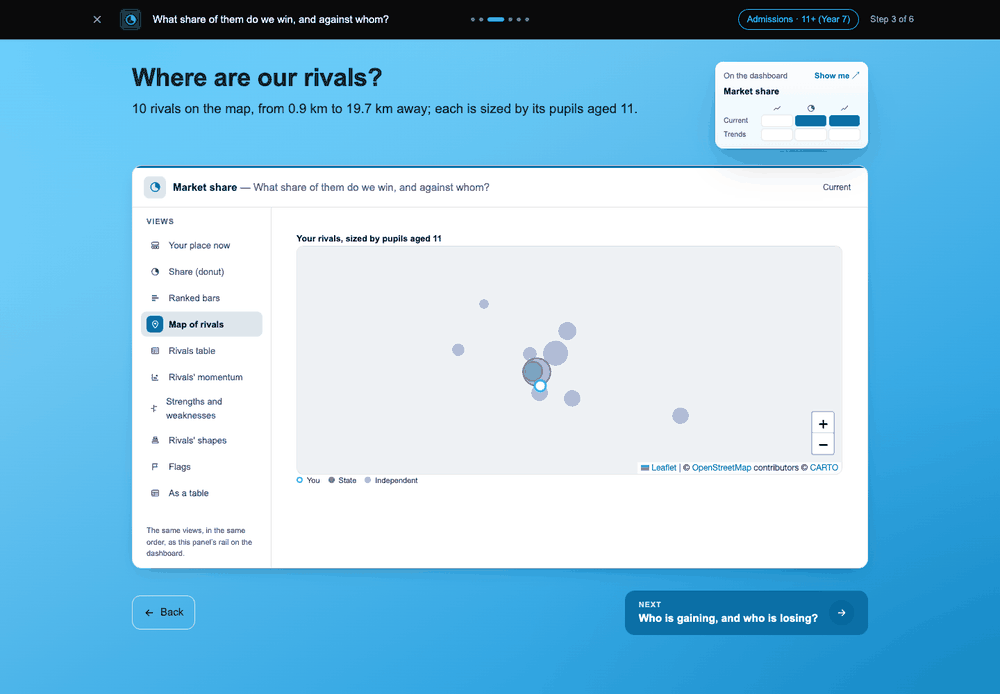 What share of them do we win, and against whom?
Admissions · 11+ (Year 7)
Step 3 of 6
Where are our rivals?
10 rivals on the map, from 0.9 km to 19.7 km away; each is sized by its pupils aged 11.
On the dashboard
Show me
Market share
Current
Trends
Market share — What share of them do we win, and against whom?
Current
VIEWS
Your place now
Share (donut)
Ranked bars
Map of rivals
Rivals table
Rivals' momentum
Strengths and
weaknesses
Rivals' shapes
Flags
As a table
The same views, in the same
order, as this panel's rail on the
dashboard.
Your rivals, sized by pupils aged 11
+
−
Leaflet | © OpenStreetMap contributors © CARTO
You
State
Independent
← Back
NEXT
Who is gaining, and who is losing? →